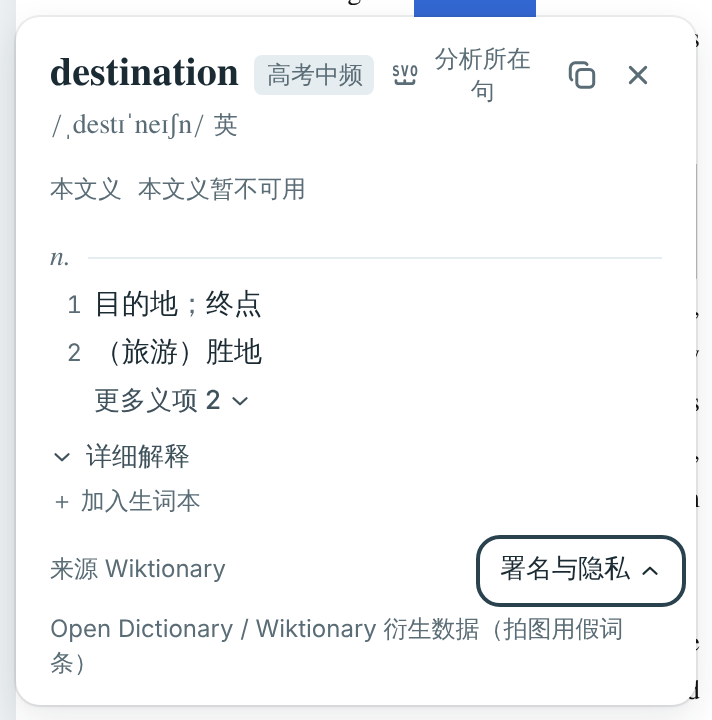 destination 高考中频 SVO 分析所在句
/ˌdestɪˈneɪʃn/ 英
本文义 本文义暂不可用
n.
1 目的地；终点
2 （旅游）胜地
更多义项 2
详细解释
+ 加入生词本
来源 Wiktionary 署名与隐私
Open Dictionary / Wiktionary 衍生数据（拍图用假词
条）